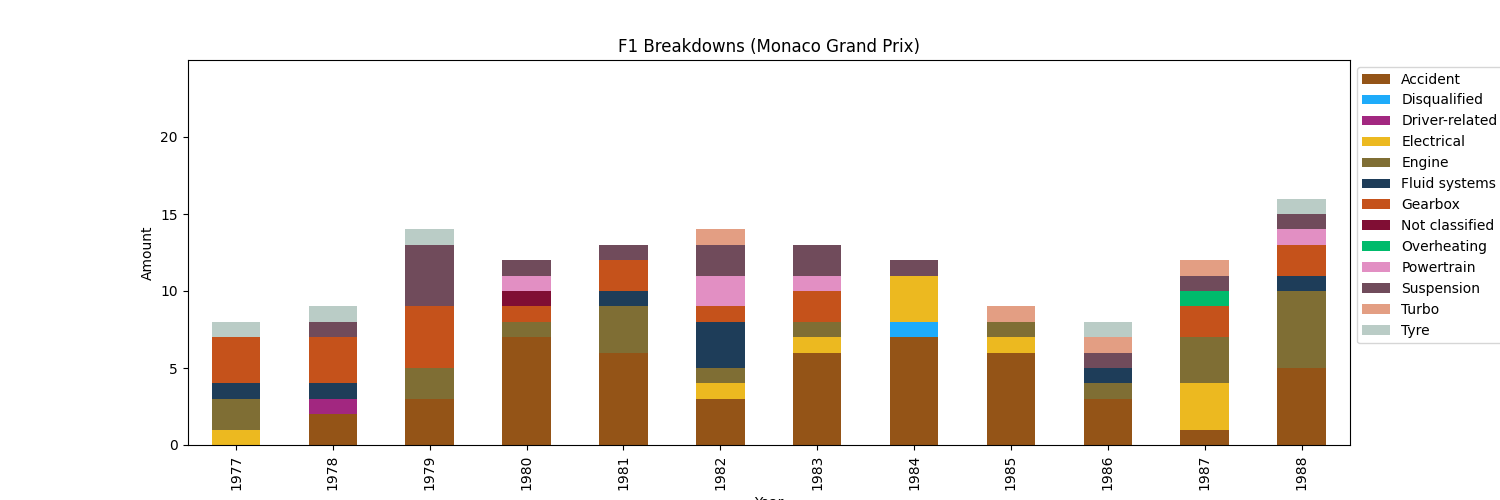 F1 Breakdowns (Monaco Grand Prix)
Amount
20
15
10
5
0
1977
1978
1979
1980
1981
1982
1983
1984
1985
1986
1987
1988
Year
Accident
Disqualified
Driver-related
Electrical
Engine
Fluid systems
Gearbox
Not classified
Overheating
Powertrain
Suspension
Turbo
Tyre